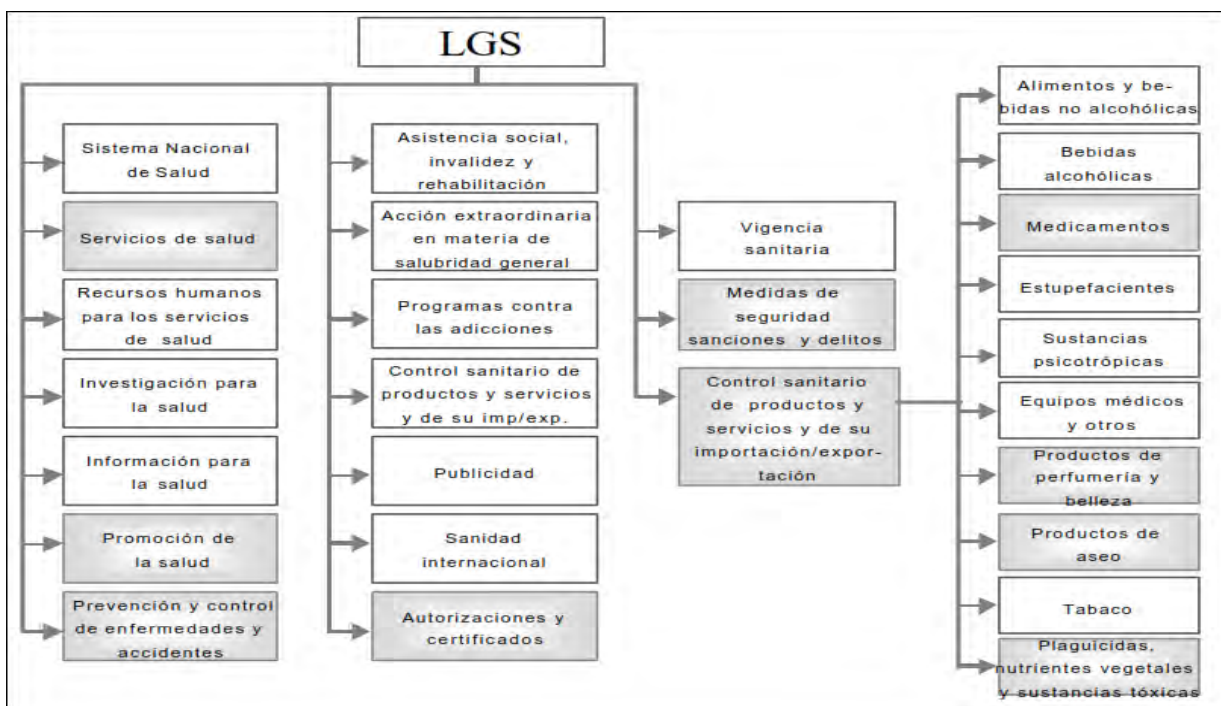 LGS
Sistema Nacional
de Salud
Servicios de salud
Recursos humanos
para los servicios
de salud
Investigación para
la salud
Información para
la salud
Promoción de
la salud
Prevención y control
de enfermedades y
accidentes
Asistencia social,
invalidez y
rehabilitación
Acción extraordinaria
en materia de
salubridad general
Programas contra
las adicciones
Control sanitario de
productos y servicios
y de su imp/exp.
Publicidad
Sanidad
internacional
Autorizaciones y
certificados
Vigencia
sanitaria
Medidas de
seguridad
sanciones y delitos
Control sanitario
de productos y
servicios y de su
importación/expor-
tación
Alimentos y be-
bidas no alcohólicas
Bebidas
alcohólicas
Medicamentos
Estupefacientes
Sustancias
psicotrópicas
Equipos médicos
y otros
Productos de
perfumería y
belleza
Productos de
aseo
Tabaco
Plaguicidas,
nutrientes vegetales
y sustancias tóxicas